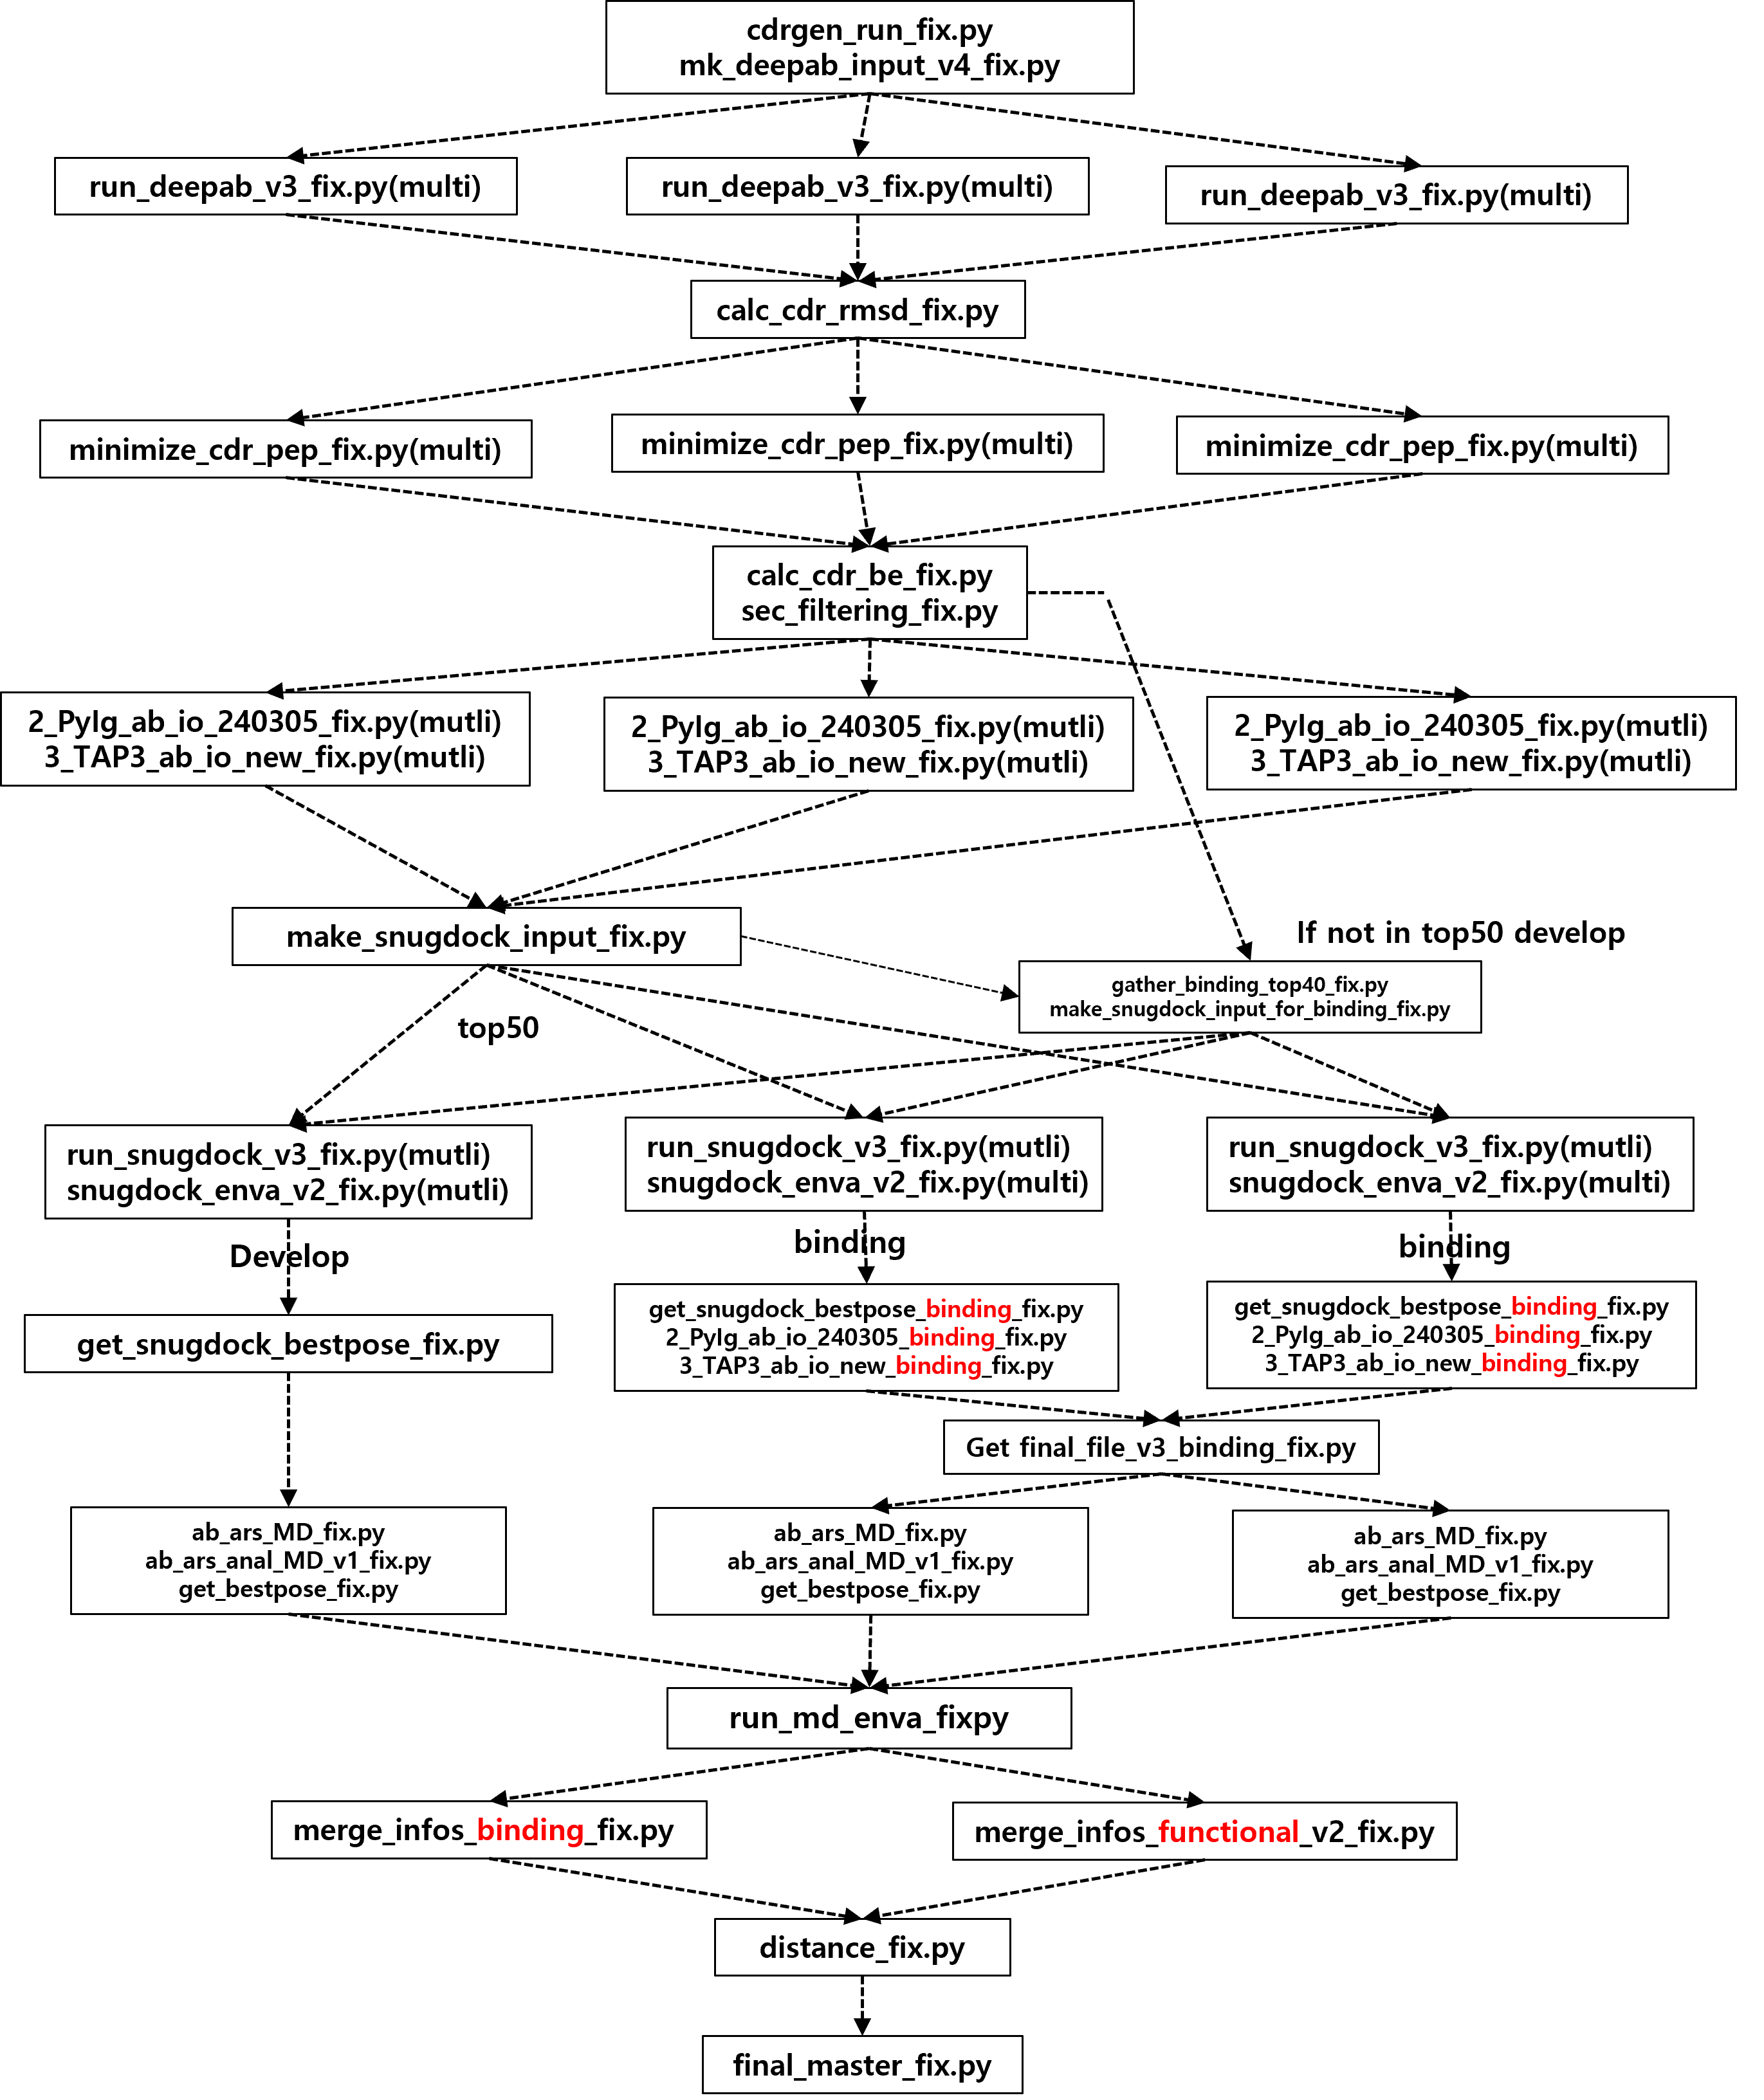 cdrgen_run_fix.py
mk_deepab_input_v4_fix.py
run_deepab_v3_fix.py(multi)
run_deepab_v3_fix.py(multi)
run_deepab_v3_fix.py(multi)
calc_cdr_rmsd_fix.py
minimize_cdr_pep_fix.py(multi)
minimize_cdr_pep_fix.py(multi)
minimize_cdr_pep_fix.py(multi)
calc_cdr_be_fix.py
sec_filtering_fix.py
2_PyIg_ab_io_240305_fix.py(mutli)
3_TAP3_ab_io_new_fix.py(mutli)
2_PyIg_ab_io_240305_fix.py(mutli)
3_TAP3_ab_io_new_fix.py(mutli)
2_PyIg_ab_io_240305_fix.py(mutli)
3_TAP3_ab_io_new_fix.py(mutli)
make_snugdock_input_fix.py
If not in top50 develop
gather_binding_top40_fix.py
make_snugdock_input_for_binding_fix.py
top50
run_snugdock_v3_fix.py(mutli)
snugdock_enva_v2_fix.py(mutli)
run_snugdock_v3_fix.py(mutli)
snugdock_enva_v2_fix.py(multi)
run_snugdock_v3_fix.py(mutli)
snugdock_enva_v2_fix.py(multi)
Develop
binding
binding
get_snugdock_bestpose_fix.py
get_snugdock_bestpose_binding_fix.py
2_PyIg_ab_io_240305_binding_fix.py
3_TAP3_ab_io_new_binding_fix.py
get_snugdock_bestpose_binding_fix.py
2_PyIg_ab_io_240305_binding_fix.py
3_TAP3_ab_io_new_binding_fix.py
Get final_file_v3_binding_fix.py
ab_ars_MD_fix.py
ab_ars_anal_MD_v1_fix.py
get_bestpose_fix.py
ab_ars_MD_fix.py
ab_ars_anal_MD_v1_fix.py
get_bestpose_fix.py
ab_ars_MD_fix.py
ab_ars_anal_MD_v1_fix.py
get_bestpose_fix.py
run_md_enva_fixpy
merge_infos_binding_fix.py
merge_infos_functional_v2_fix.py
distance_fix.py
final_master_fix.py